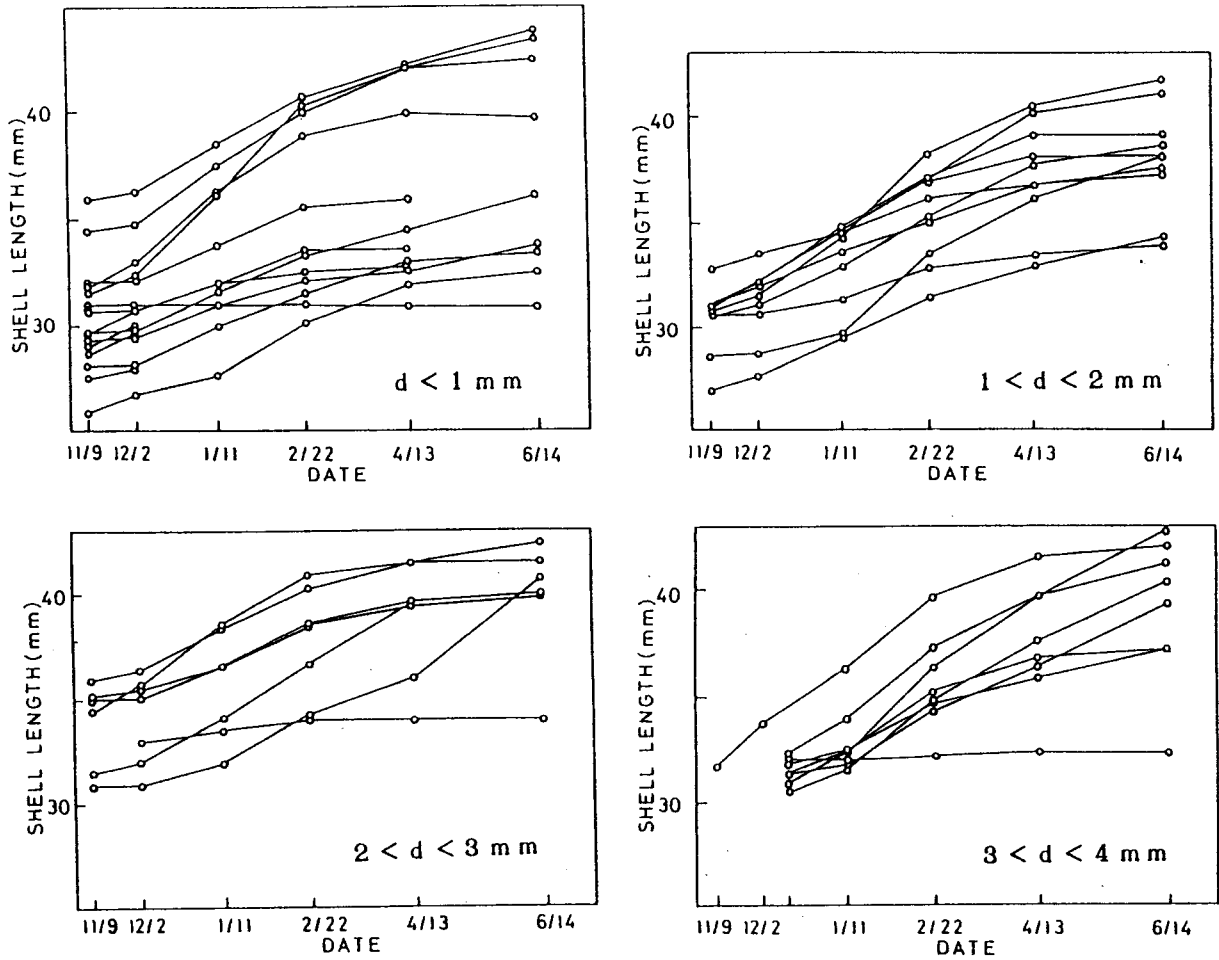 SHELL LENGTH (mm)
40
30
d < 1 mm
11/9 12/2 1/11 2/22 4/13 6/14
DATE
SHELL LENGTH (mm)
40
30
1 < d < 2 mm
11/9 12/2 1/11 2/22 4/13 6/14
DATE
SHELL LENGTH (mm)
40
30
2 < d < 3 mm
11/9 12/2 1/11 2/22 4/13 6/14
DATE
SHELL LENGTH (mm)
40
30
3 < d < 4 mm
11/9 12/2 1/11 2/22 4/13 6/14
DATE